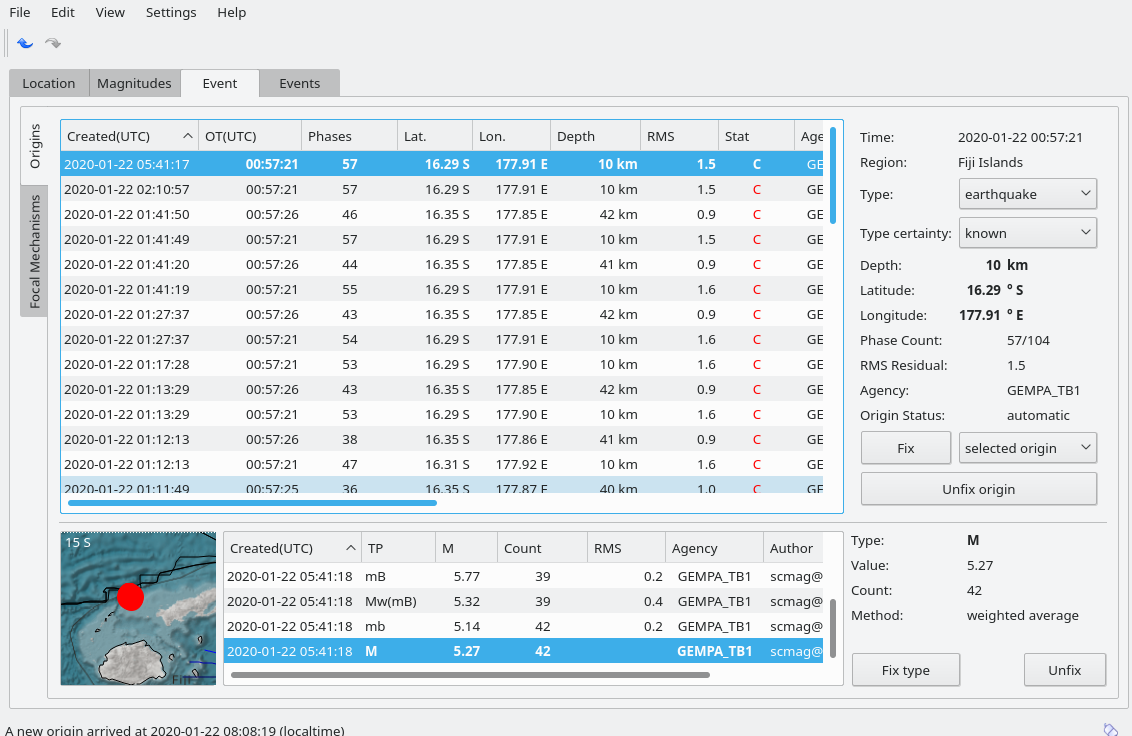 File Edit View Settings Help
Location Magnitudes Event Events
Origins
Focal Mechanisms
Created(UTC) OT(UTC) Phases Lat. Lon. Depth RMS Stat Age
2020-01-22 05:41:17 00:57:21 57 16.29 S 177.91 E 10 km 1.5 C GE
2020-01-22 02:10:57 00:57:21 57 16.29 S 177.91 E 10 km 1.5 C GE
2020-01-22 01:41:50 00:57:26 46 16.35 S 177.85 E 42 km 0.9 C GE
2020-01-22 01:41:49 00:57:21 57 16.29 S 177.91 E 10 km 1.5 C GE
2020-01-22 01:41:20 00:57:26 44 16.35 S 177.85 E 41 km 0.9 C GE
2020-01-22 01:41:19 00:57:21 55 16.29 S 177.91 E 10 km 1.6 C GE
2020-01-22 01:27:37 00:57:26 43 16.35 S 177.85 E 42 km 0.9 C GE
2020-01-22 01:27:37 00:57:21 54 16.29 S 177.91 E 10 km 1.6 C GE
2020-01-22 01:17:28 00:57:21 53 16.29 S 177.90 E 10 km 1.6 C GE
2020-01-22 01:13:29 00:57:26 43 16.35 S 177.85 E 42 km 0.9 C GE
2020-01-22 01:13:29 00:57:21 53 16.29 S 177.90 E 10 km 1.6 C GE
2020-01-22 01:12:13 00:57:26 38 16.35 S 177.86 E 41 km 0.9 C GE
2020-01-22 01:12:13 00:57:21 47 16.31 S 177.92 E 10 km 1.6 C GE
2020-01-22 01:11:49 00:57:25 36 16.35 S 177.87 E 40 km 1.0 C GE
Time: 2020-01-22 00:57:21
Region: Fiji Islands
Type: earthquake
Type certainty: known
Depth: 10 km
Latitude: 16.29 ° S
Longitude: 177.91 ° E
Phase Count: 57/104
RMS Residual: 1.5
Agency: GEMPA_TB1
Origin Status: automatic
Fix selected origin
Unfix origin
15 S
Fiji
Created(UTC) TP M Count RMS Agency Author
2020-01-22 05:41:18 mB 5.77 39 0.2 GEMPA_TB1 scmag@
2020-01-22 05:41:18 Mw(mB) 5.32 39 0.4 GEMPA_TB1 scmag@
2020-01-22 05:41:18 mb 5.14 42 0.2 GEMPA_TB1 scmag@
2020-01-22 05:41:18 M 5.27 42 GEMPA_TB1 scmag@
Type: M
Value: 5.27
Count: 42
Method: weighted average
Fix type Unfix
A new origin arrived at 2020-01-22 08:08:19 (localtime)